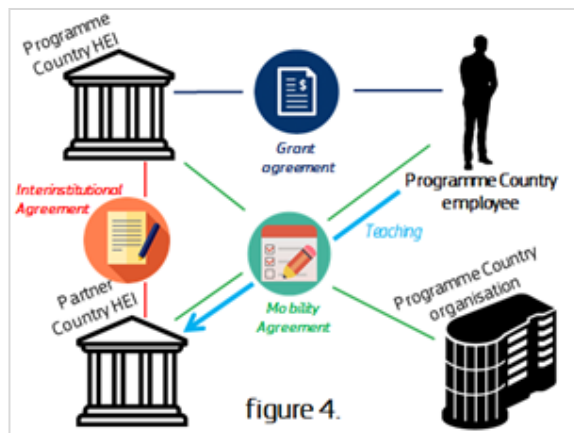 Programme
Country HEI
Grant
agreement
Programme Country
employee
Interinstitutional
Agreement
Teaching
Partner
Country HEI
Mobility
Agreement
Programme Country
organisation
figure 4.